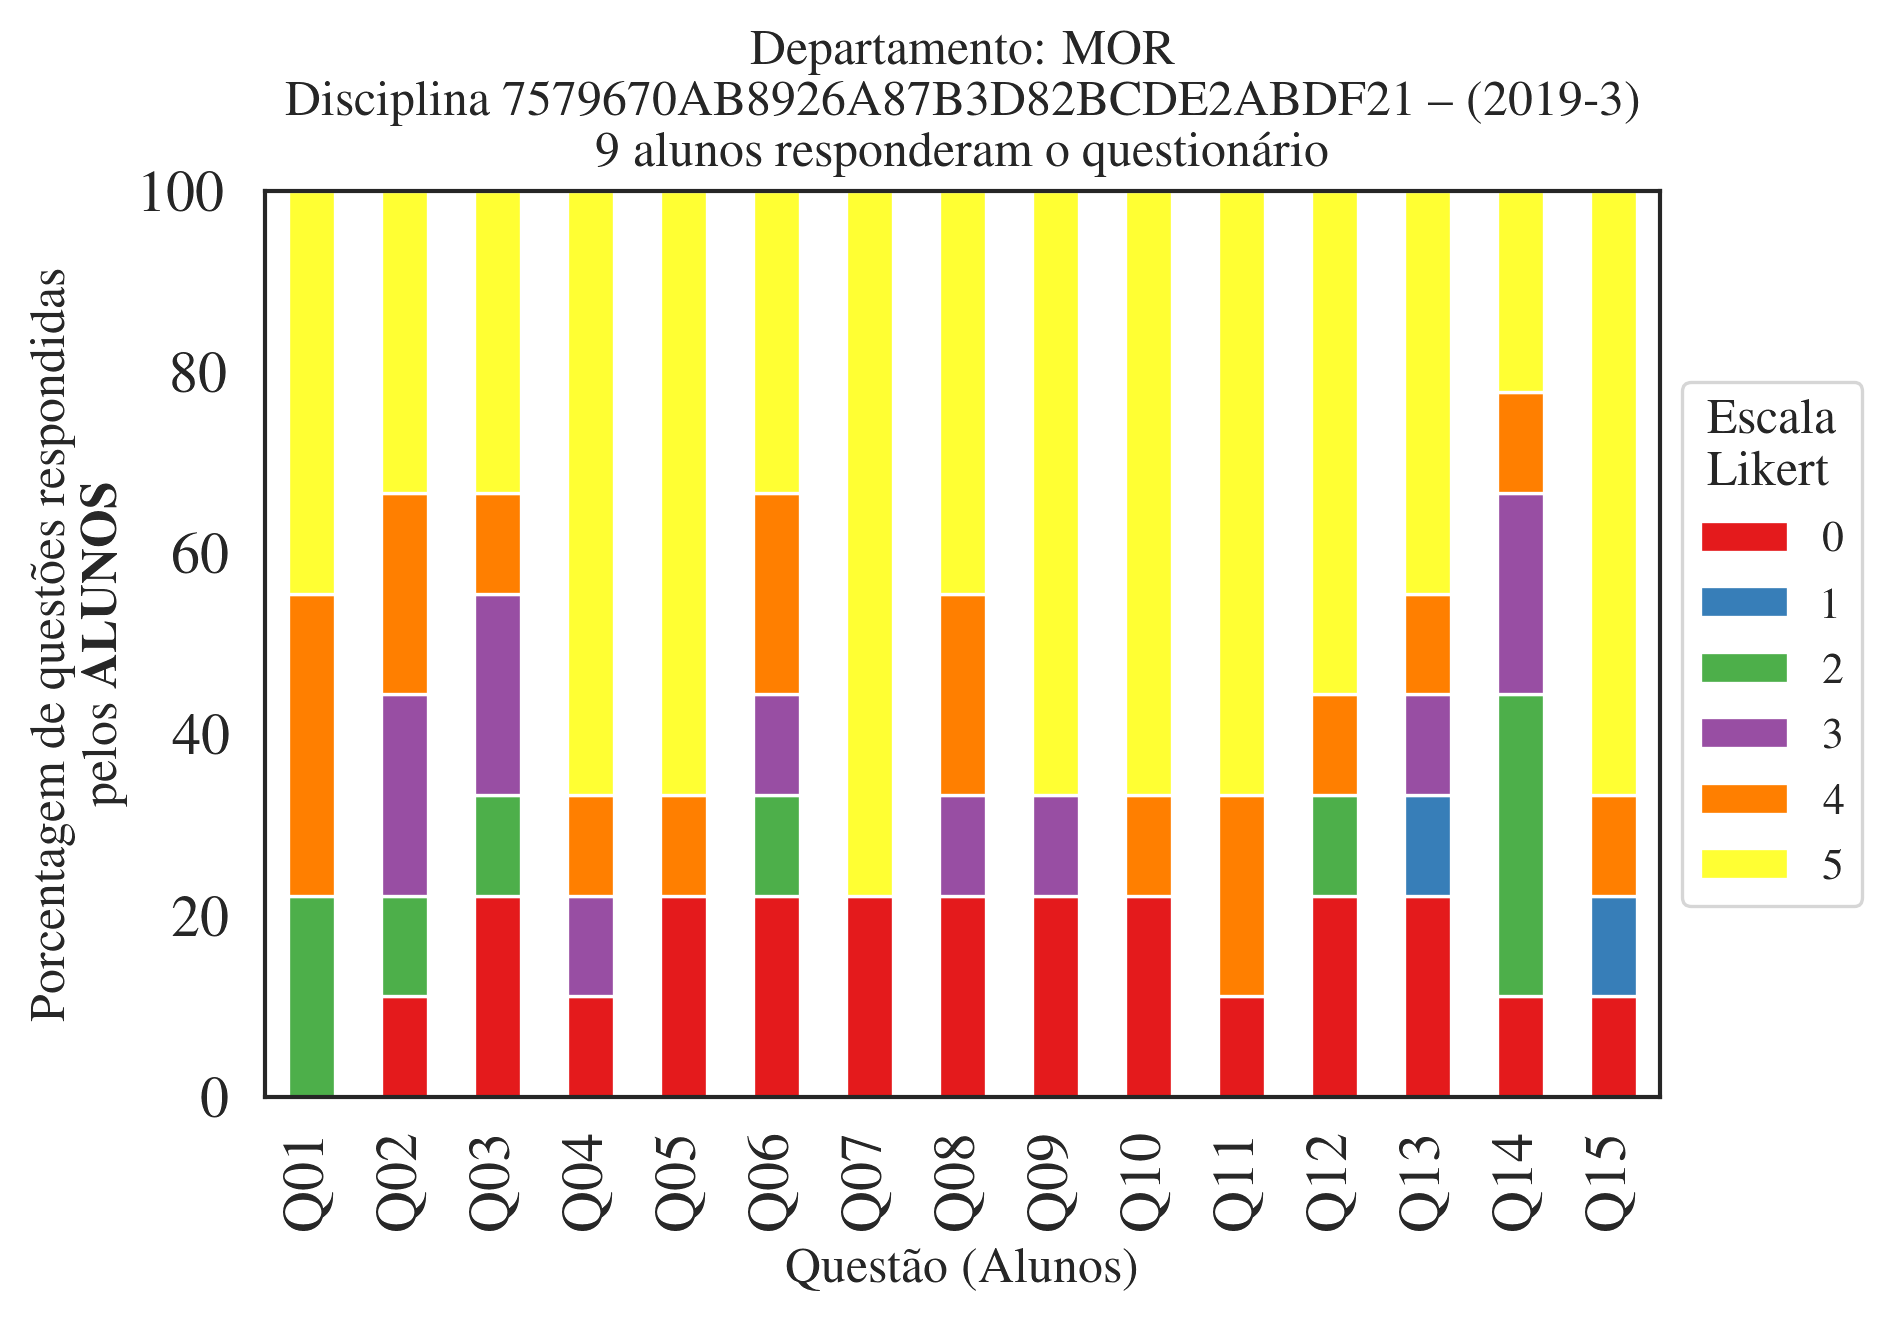 Departamento: MOR
Disciplina 7579670AB8926A87B3D82BCDE2ABDF21 – (2019-3)
9 alunos responderam o questionário
Porcentagem de questões respondidas
pelos ALUNOS
100
80
60
40
20
0
Q01
Q02
Q03
Q04
Q05
Q06
Q07
Q08
Q09
Q10
Q11
Q12
Q13
Q14
Q15
Questão (Alunos)
Escala
Likert
0
1
2
3
4
5